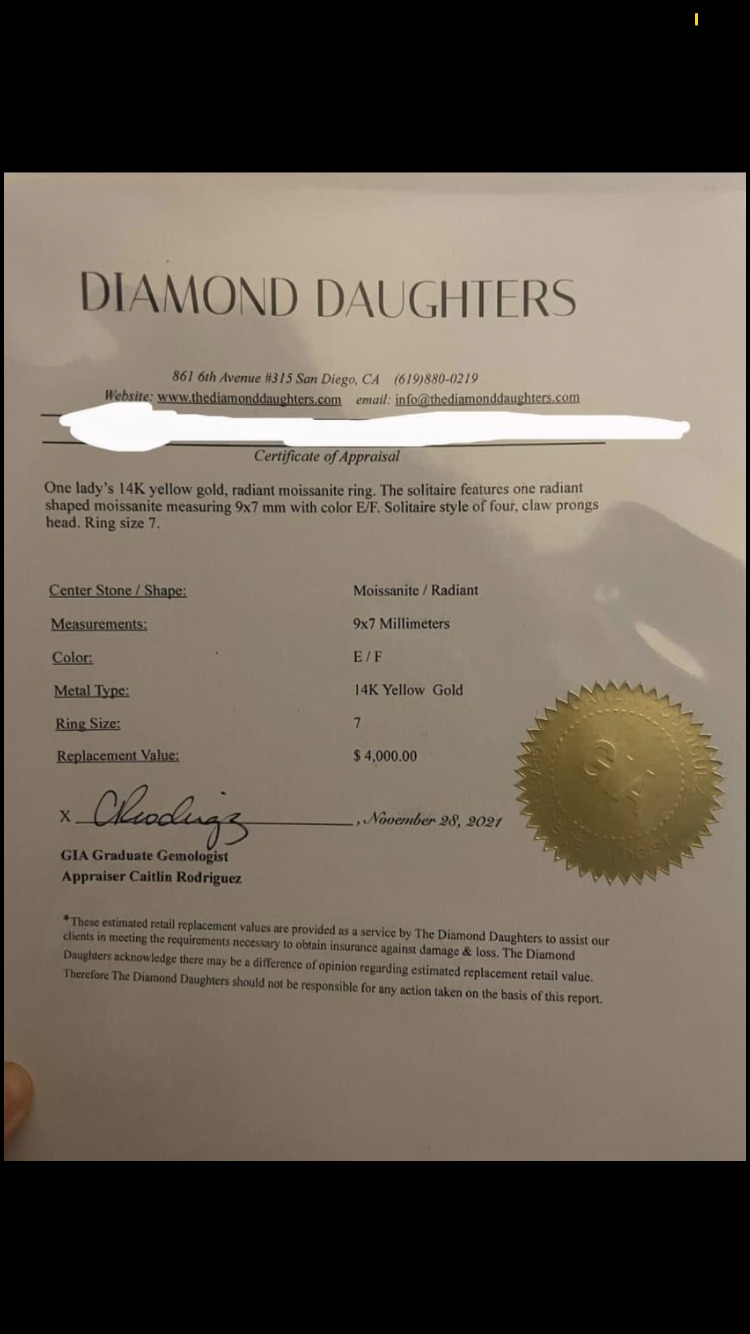 DIAMOND DAUGHTERS
861 6th Avenue #315 San Diego, CA (619)880-0219
Website: www.thediamonddaughters.com email: info@thediamonddaughters.com
Certificate of Appraisal
One lady's 14K yellow gold, radiant moissanite ring. The solitaire features one radiant
shaped moissanite measuring 9x7 mm with color E/F. Solitaire style of four, claw prongs
head. Ring size 7.
Center Stone / Shape: Moissanite / Radiant
Measurements: 9x7 Millimeters
Color: E / F
Metal Type: 14K Yellow Gold
Ring Size: 7
Replacement Value: $ 4,000.00
X CRodriguez, November 28, 2021
GIA Graduate Gemologist
Appraiser Caitlin Rodriguez
*These estimated retail replacement values are provided as a service by The Diamond Daughters to assist our
clients in meeting the requirements necessary to obtain insurance against damage & loss. The Diamond
Daughters acknowledge there may be a difference of opinion regarding estimated replacement retail value.
Therefore The Diamond Daughters should not be responsible for any action taken on the basis of this report.